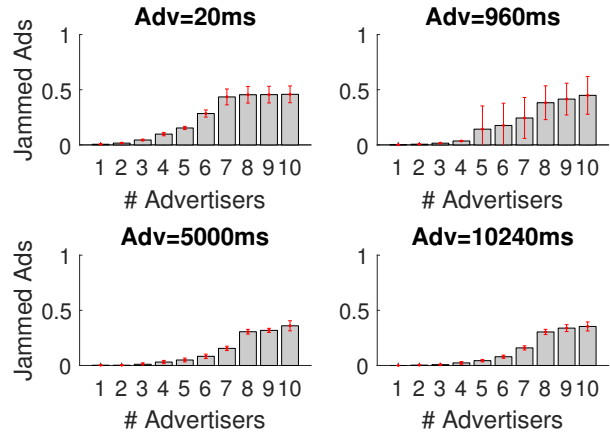 Adv=20ms
Jammed Ads
1
0.5
0
1 2 3 4 5 6 7 8 9 10
# Advertisers
Adv=960ms
1
0.5
0
1 2 3 4 5 6 7 8 9 10
# Advertisers
Adv=5000ms
Jammed Ads
1
0.5
0
1 2 3 4 5 6 7 8 9 10
# Advertisers
Adv=10240ms
1
0.5
0
1 2 3 4 5 6 7 8 9 10
# Advertisers